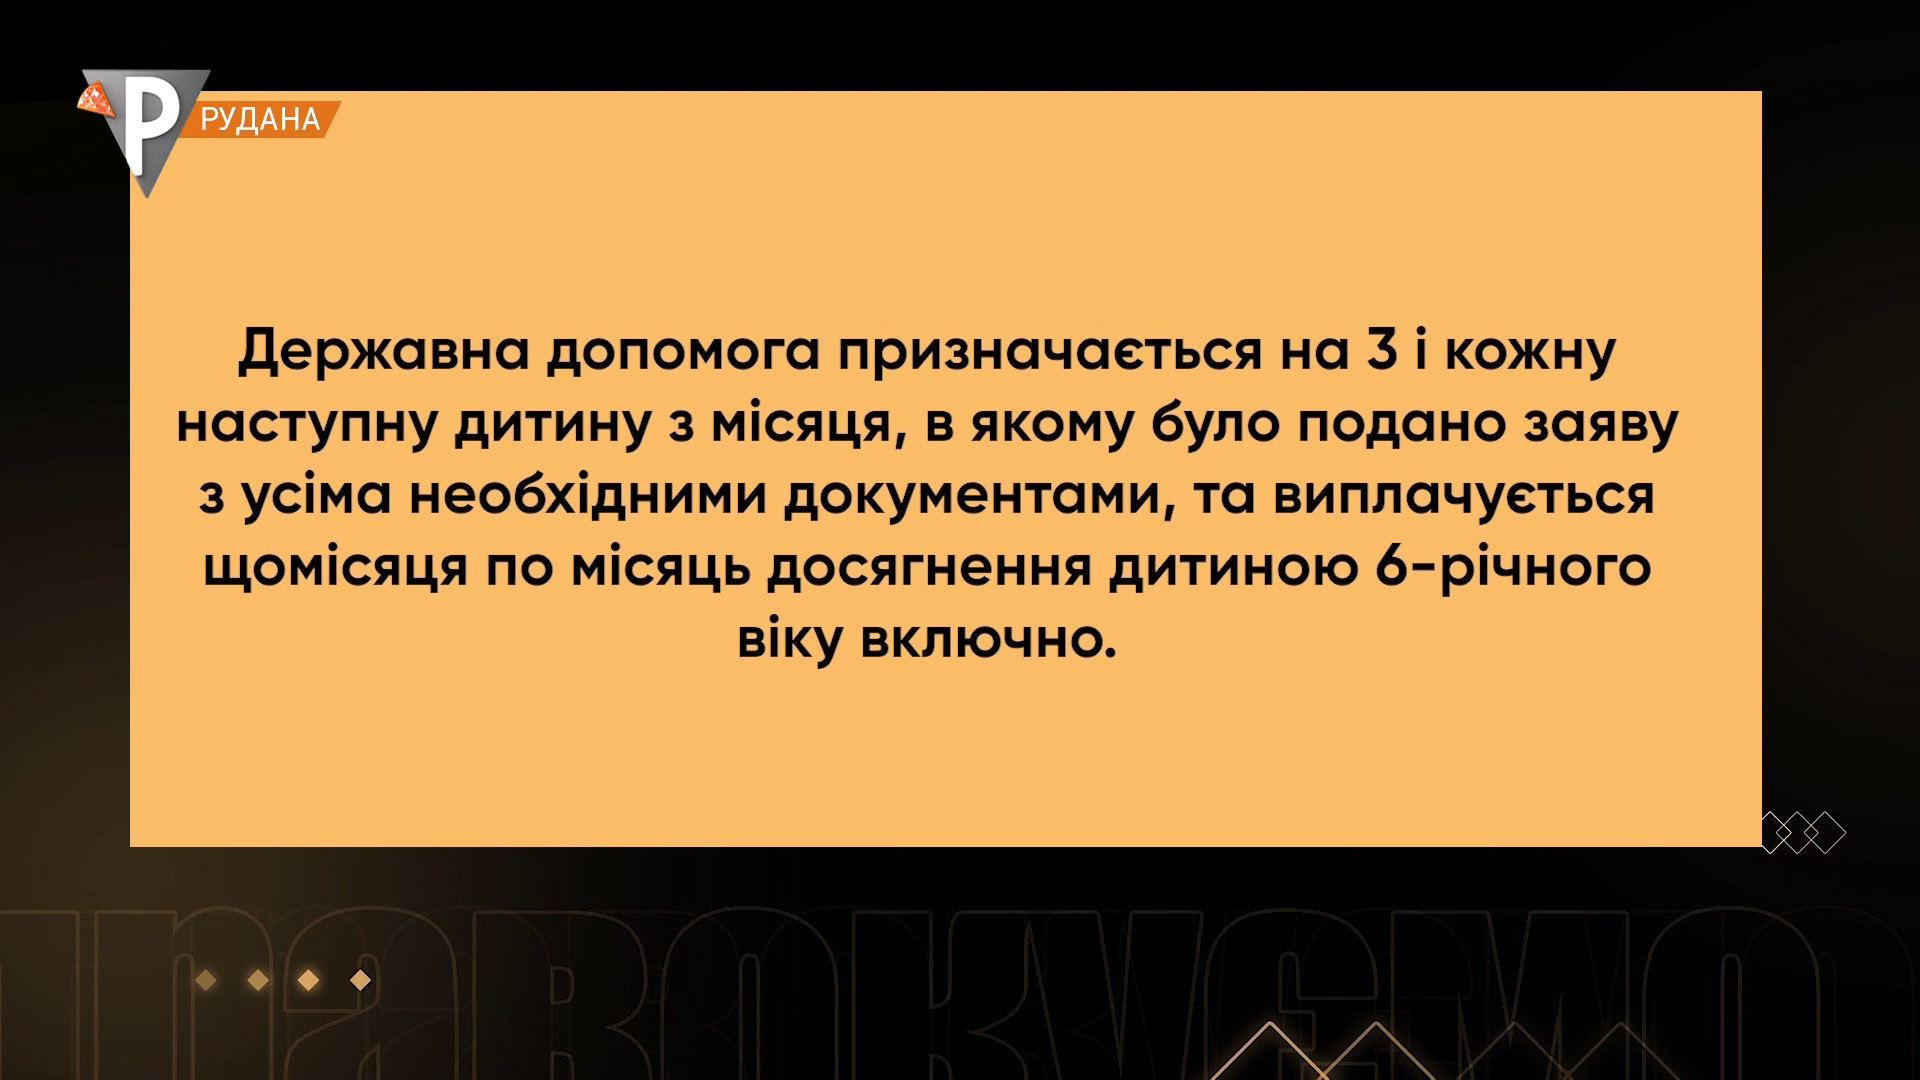 Р
РУДАНА
Державна допомога призначається на 3 і кожну
наступну дитину з місяця, в якому було подано заяву
з усіма необхідними документами, та виплачується
щомісяця по місяць досягнення дитиною 6-річного
віку включно.